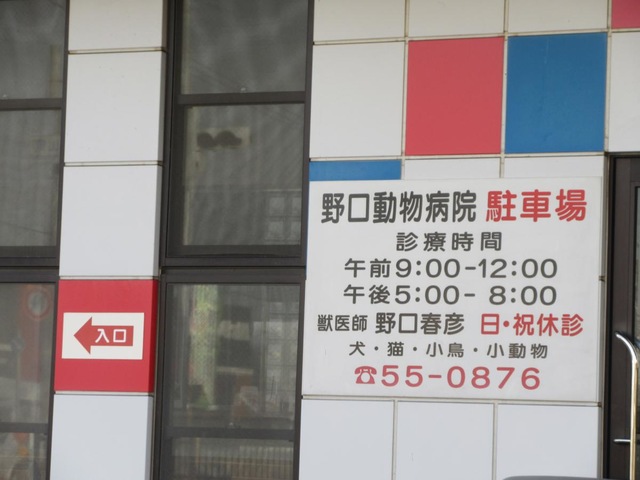 野口動物病院 駐車場
診療時間
午前9:00-12:00
午後5:00- 8:00
獣医師 野口春彦 日・祝休診
犬・猫・小鳥・小動物
☎55-0876
入口